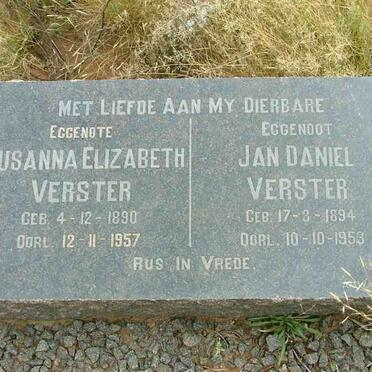 MET LIEFDE AAN MY DIERBARE
EGGENOTE
USANNA ELIZABETH
VERSTER
GEB. 4-12-1890
OORL. 12-11-1957
EGGENOOT
JAN DANIEL
VERSTER
GEB. 17-3-1894
OORL. 10-10-1953
RUS IN VREDE